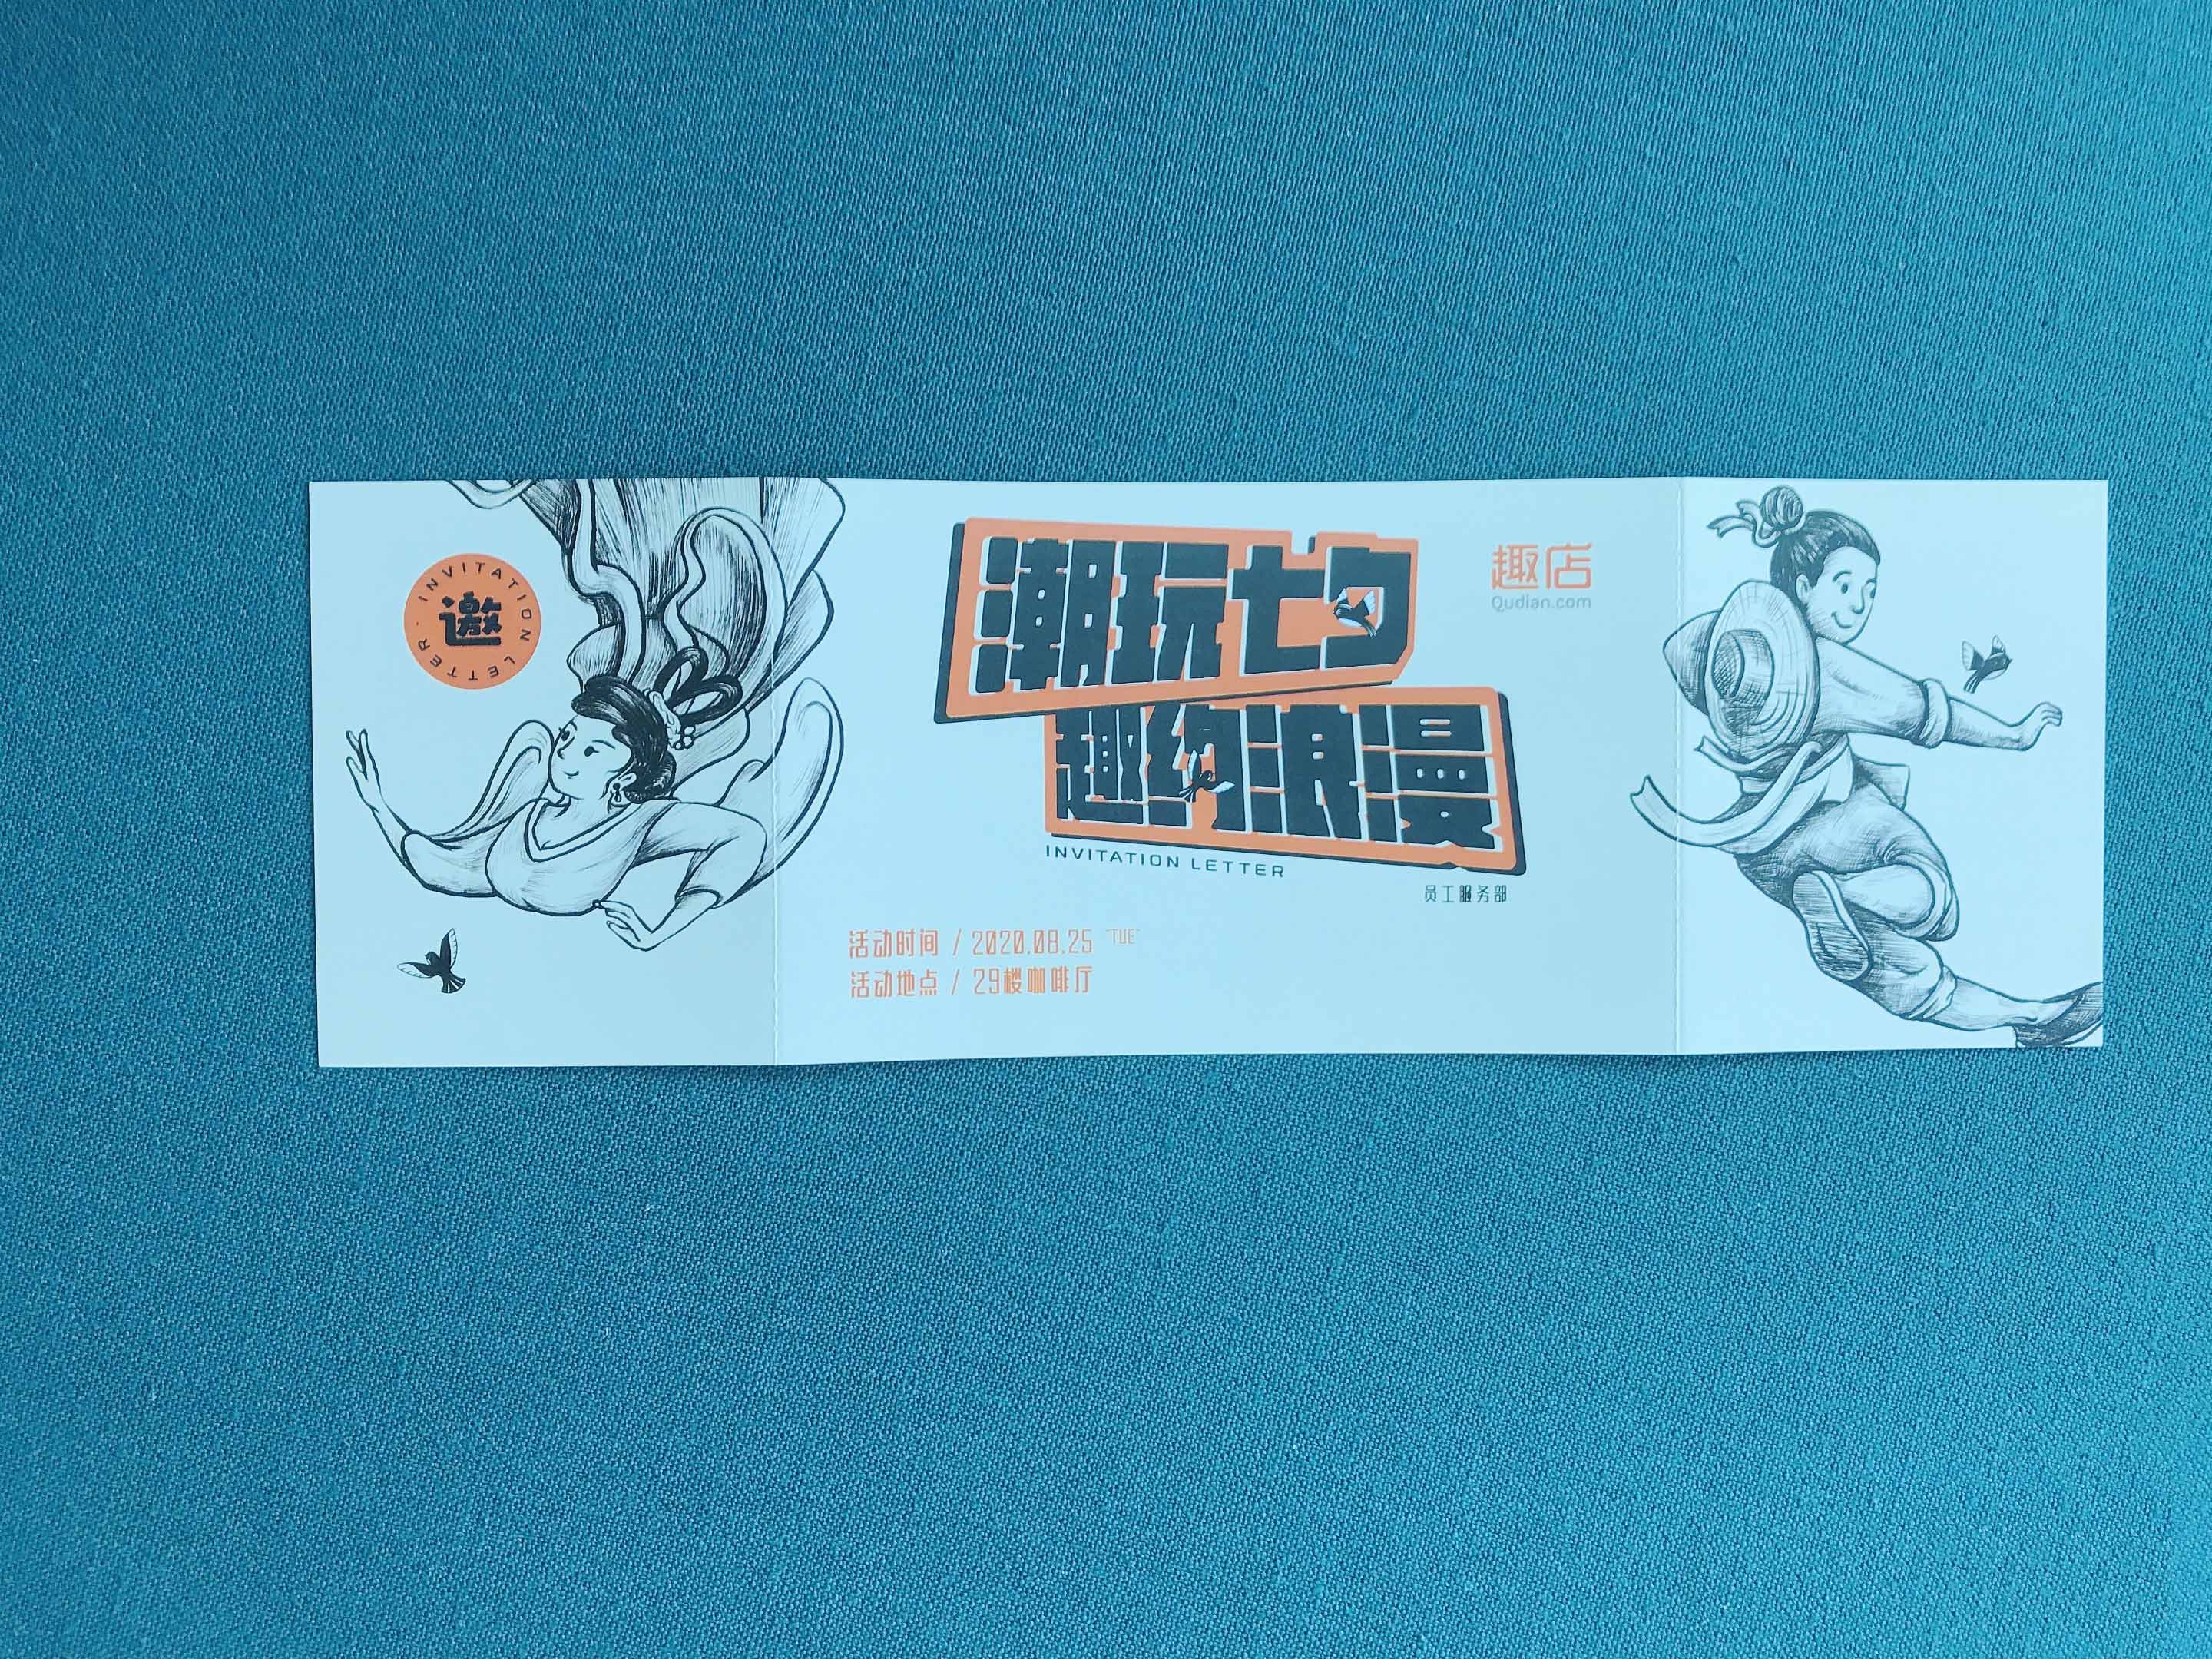 邀
· INVITATION LETTER
潮玩七夕
趣约浪漫
INVITATION LETTER
员工服务部
趣店
Qudian.com
活动时间 / 2020.08.25 "TUE"
活动地点 / 29楼咖啡厅